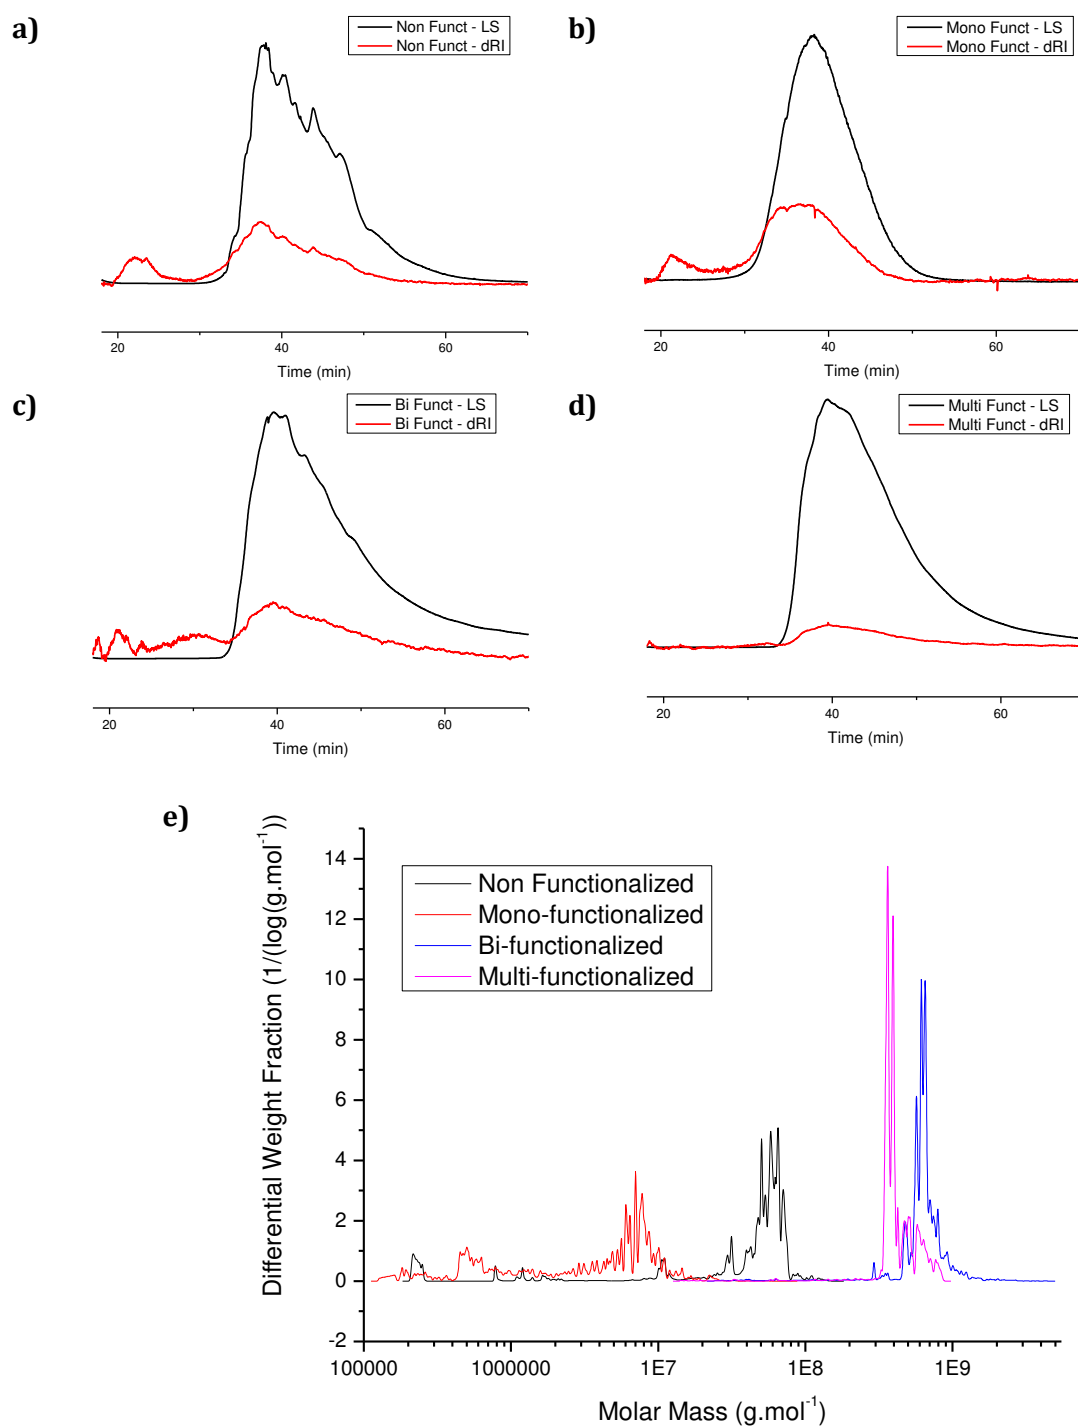 a)
Non Funct - LS
Non Funct - dRI
20
40
60
Time (min)
b)
Mono Funct - LS
Mono Funct - dRI
20
40
60
Time (min)
c)
Bi Funct - LS
Bi Funct - dRI
20
40
60
Time (min)
d)
Multi Funct - LS
Multi Funct - dRI
20
40
60
Time (min)
e)
Differential Weight Fraction (1/(log(g.mol⁻¹))
14
12
10
8
6
4
2
0
-2
Non Functionalized
Mono-functionalized
Bi-functionalized
Multi-functionalized
100000
1000000
1E7
1E8
1E9
Molar Mass (g.mol⁻¹)